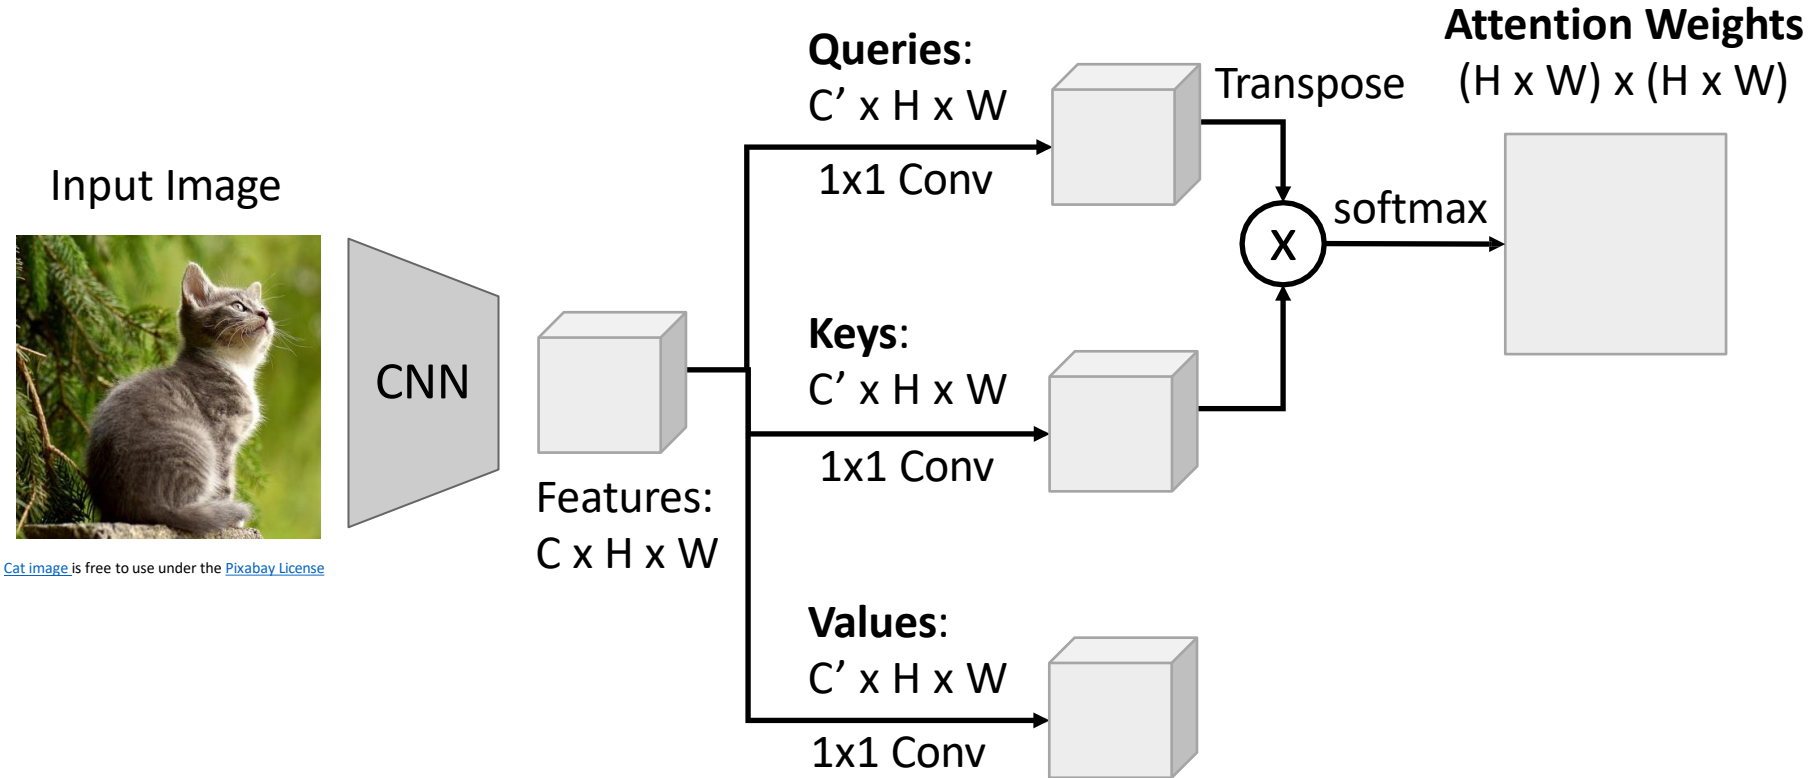 Input Image
Cat image is free to use under the Pixabay License
CNN
Features:
C x H x W
Queries:
C’ x H x W
1x1 Conv
Keys:
C’ x H x W
1x1 Conv
Values:
C’ x H x W
1x1 Conv
Transpose
X
softmax
Attention Weights
(H x W) x (H x W)